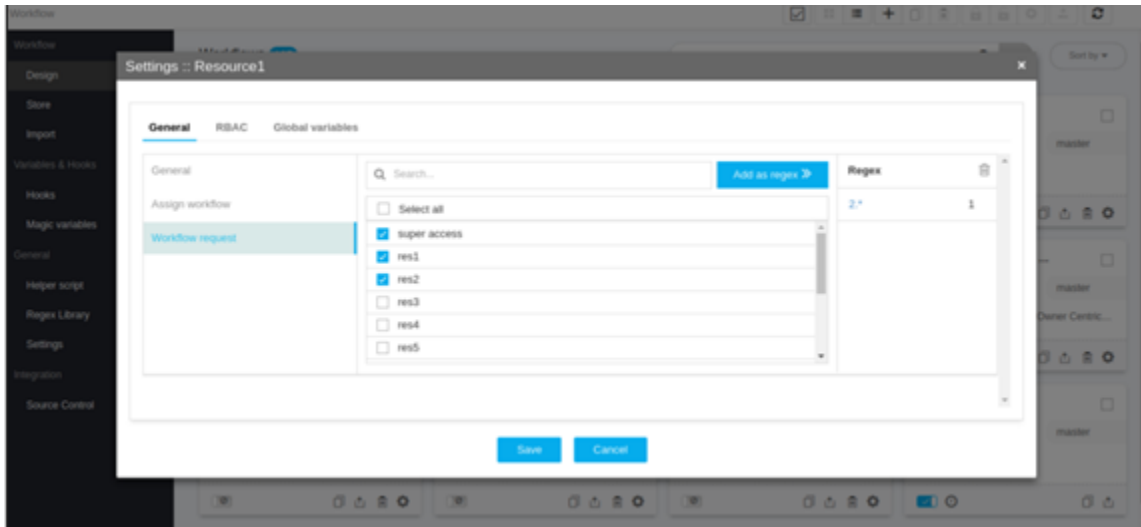 Workflow
Workflow
Design
Store
Import
Variables & Hooks
Hooks
Magic variables
General
Helper script
Regex Library
Settings
Integration
Source Control
Sort by
Settings :: Resource1
×
General RBAC Global variables
General
Assign workflow
Workflow request
Search...
Add as regex
Select all
super access
res1
res2
res3
res4
res5
Regex
2.* 1
Save Cancel
master
master
Owner Centric...
master